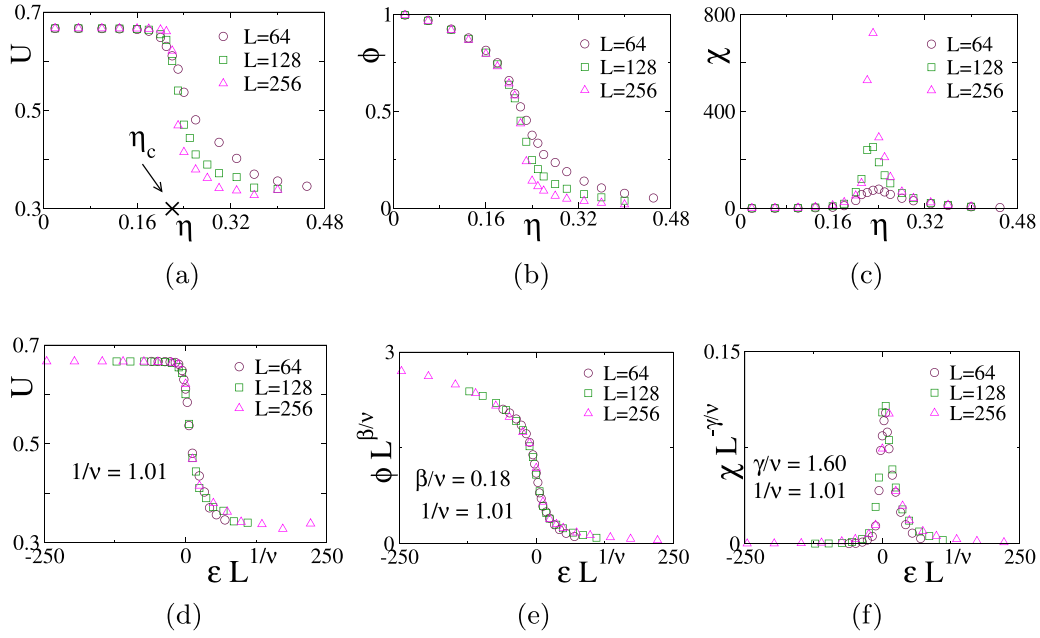 0.7
U
0.5
0.3
L=64
L=128
L=256
ηc
0
0.16
η
0.32
0.48
(a)
1
ϕ
0.5
0
L=64
L=128
L=256
0
0.16
η
0.32
0.48
(b)
800
χ
400
0
L=64
L=128
L=256
0
0.16
η
0.32
0.48
(c)
0.7
U
0.5
0.3
L=64
L=128
L=256
1/ν = 1.01
-250
0
250
ε L^1/ν
(d)
3
ϕ L^β/ν
0
L=64
L=128
L=256
β/ν = 0.18
1/ν = 1.01
-250
0
250
ε L^1/ν
(e)
0.15
χ L^-γ/ν
0
L=64
L=128
L=256
γ/ν = 1.60
1/ν = 1.01
-250
0
250
ε L^1/ν
(f)